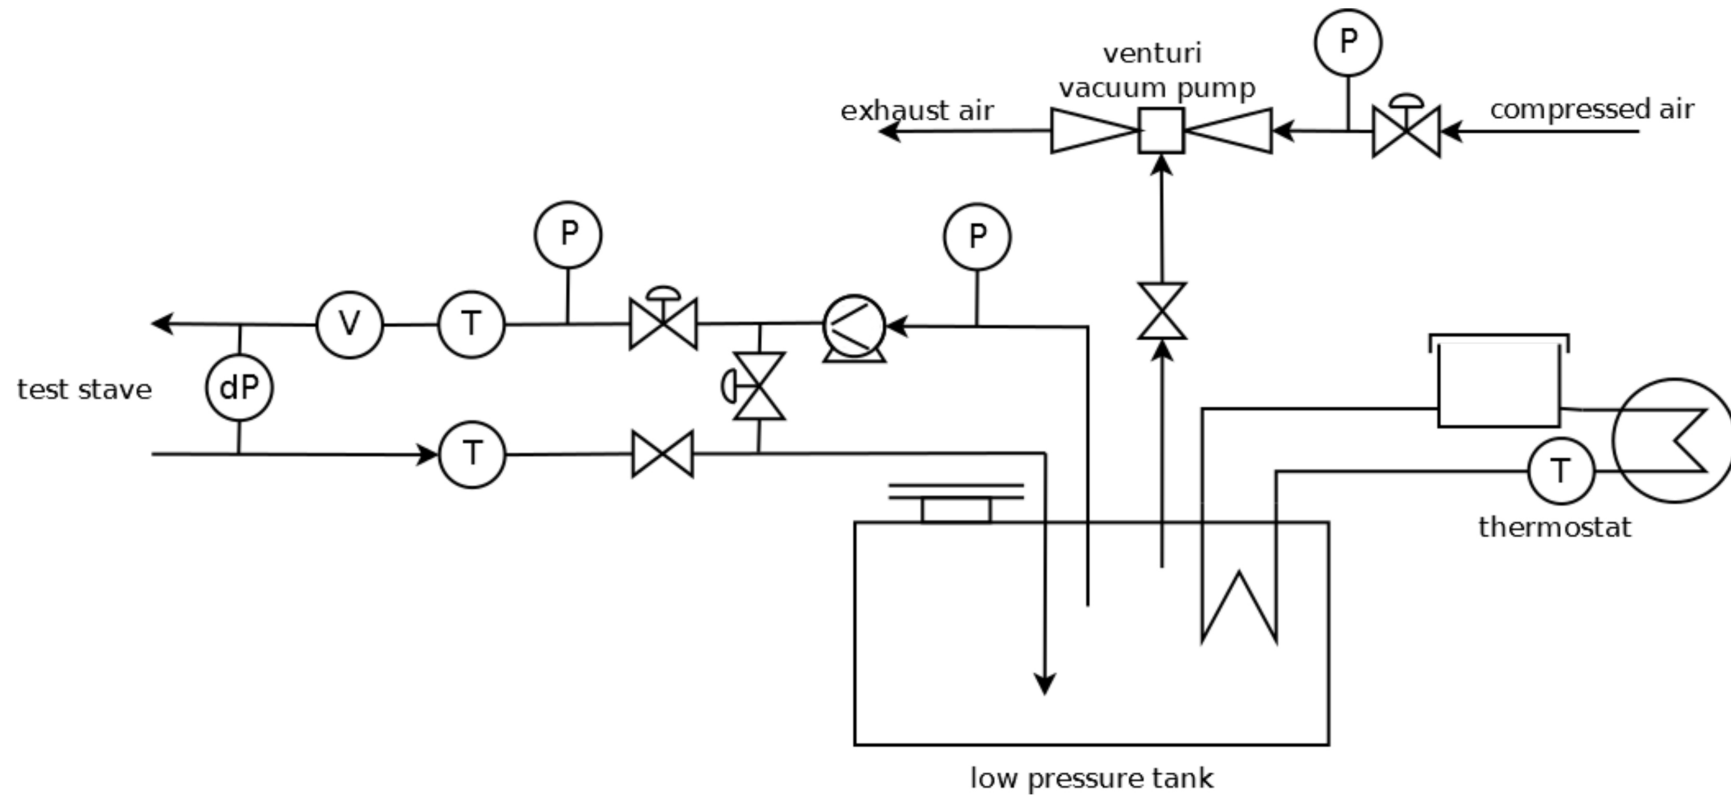 P
venturi
vacuum pump
exhaust air
compressed air
P
P
V
T
test stave
dP
T
T
thermostat
low pressure tank